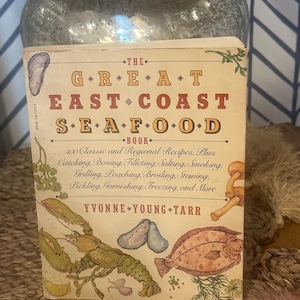 THE
GREAT
EAST COAST
SEAFOOD
BOOK
100 Classic and Regional Recipes, Plus
Catching, Boning, Filleting, Salting, Smoking,
Grilling, Poaching, Broiling, Stewing,
Pickling, Garnishing, Freezing, and More
YVONNE YOUNG TARR